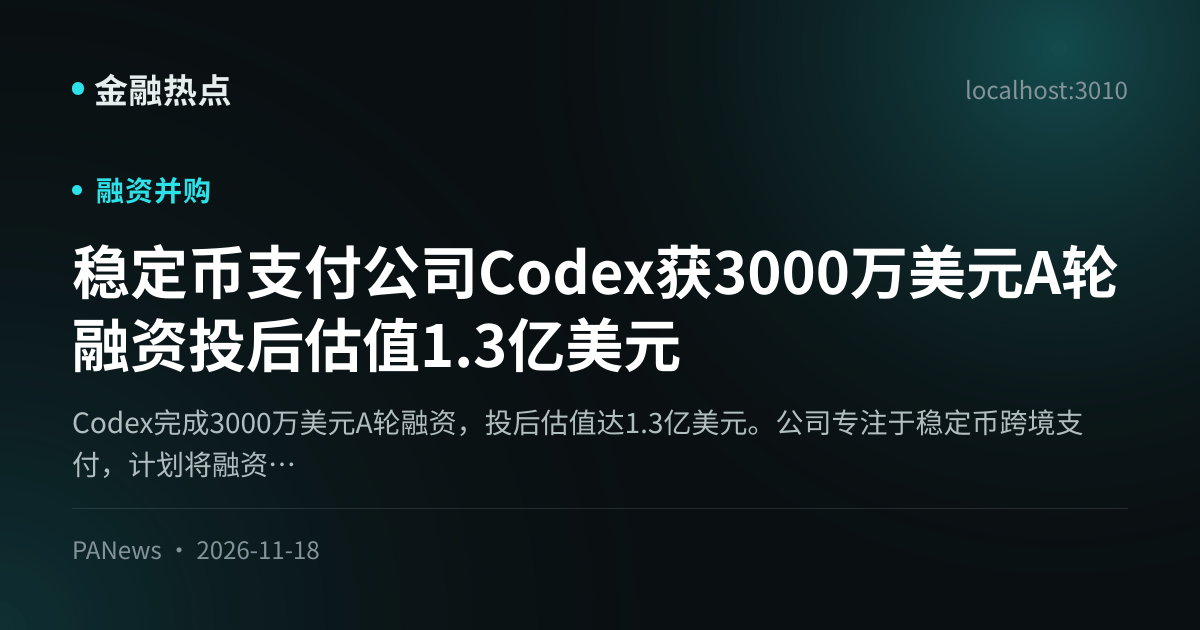 金融热点
localhost:3010
融资并购
稳定币支付公司Codex获3000万美元A轮
融资投后估值1.3亿美元
Codex完成3000万美元A轮融资，投后估值达1.3亿美元。公司专注于稳定币跨境支
付，计划将融资…
PANews · 2026-11-18